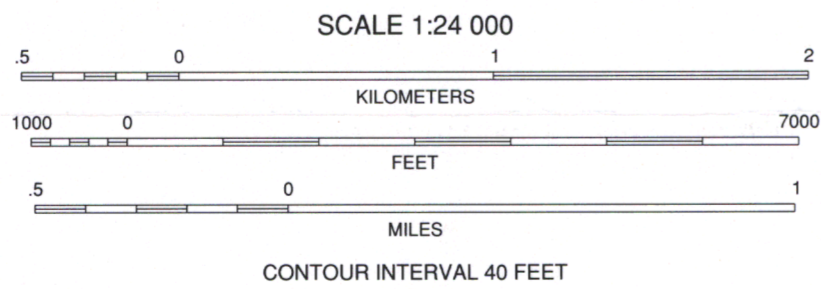 SCALE 1:24 000
.5 0 1 2
KILOMETERS
1000 0 7000
FEET
.5 0 1
MILES
CONTOUR INTERVAL 40 FEET